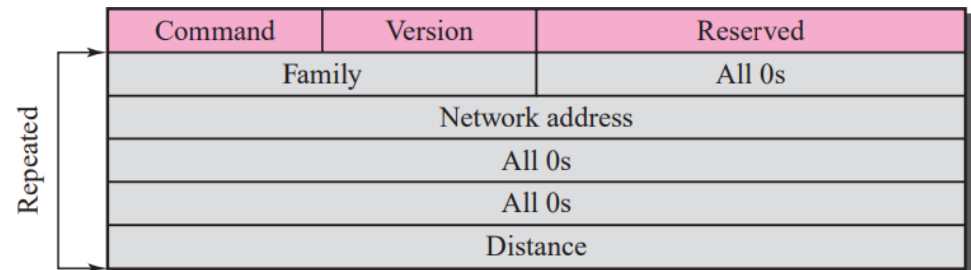 Command Version Reserved
Family All 0s
Network address
All 0s
All 0s
Distance
Repeated